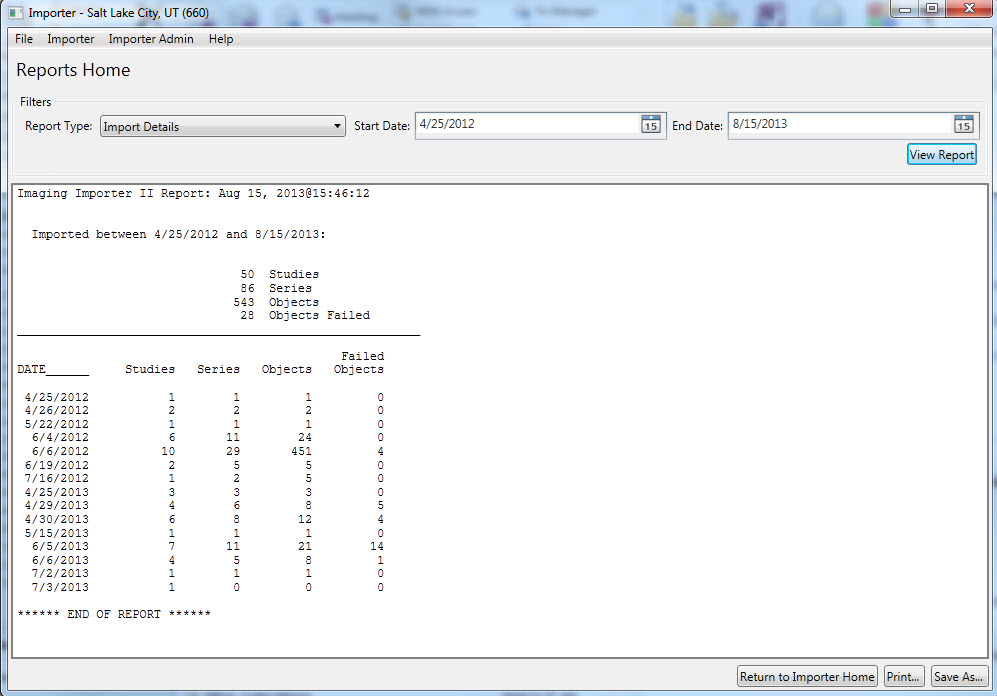 Importer - Salt Lake City, UT (660)
File Importer Importer Admin Help
Reports Home
Filters
Report Type: Import Details Start Date: 4/25/2012 15 End Date: 8/15/2013 15
View Report
Imaging Importer II Report: Aug 15, 2013@15:46:12
Imported between 4/25/2012 and 8/15/2013:
50 Studies
86 Series
543 Objects
28 Objects Failed
Failed
DATE______ Studies Series Objects Objects
4/25/2012 1 1 1 0
4/26/2012 2 2 2 0
5/22/2012 1 1 1 0
6/4/2012 6 11 24 0
6/6/2012 10 29 451 4
6/19/2012 2 5 5 0
7/16/2012 1 2 5 0
4/25/2013 3 3 3 0
4/29/2013 4 6 8 5
4/30/2013 6 8 12 4
5/15/2013 1 1 1 0
6/5/2013 7 11 21 14
6/6/2013 4 5 8 1
7/2/2013 1 1 1 0
7/3/2013 1 0 0 0
****** END OF REPORT ******
Return to Importer Home Print... Save As...